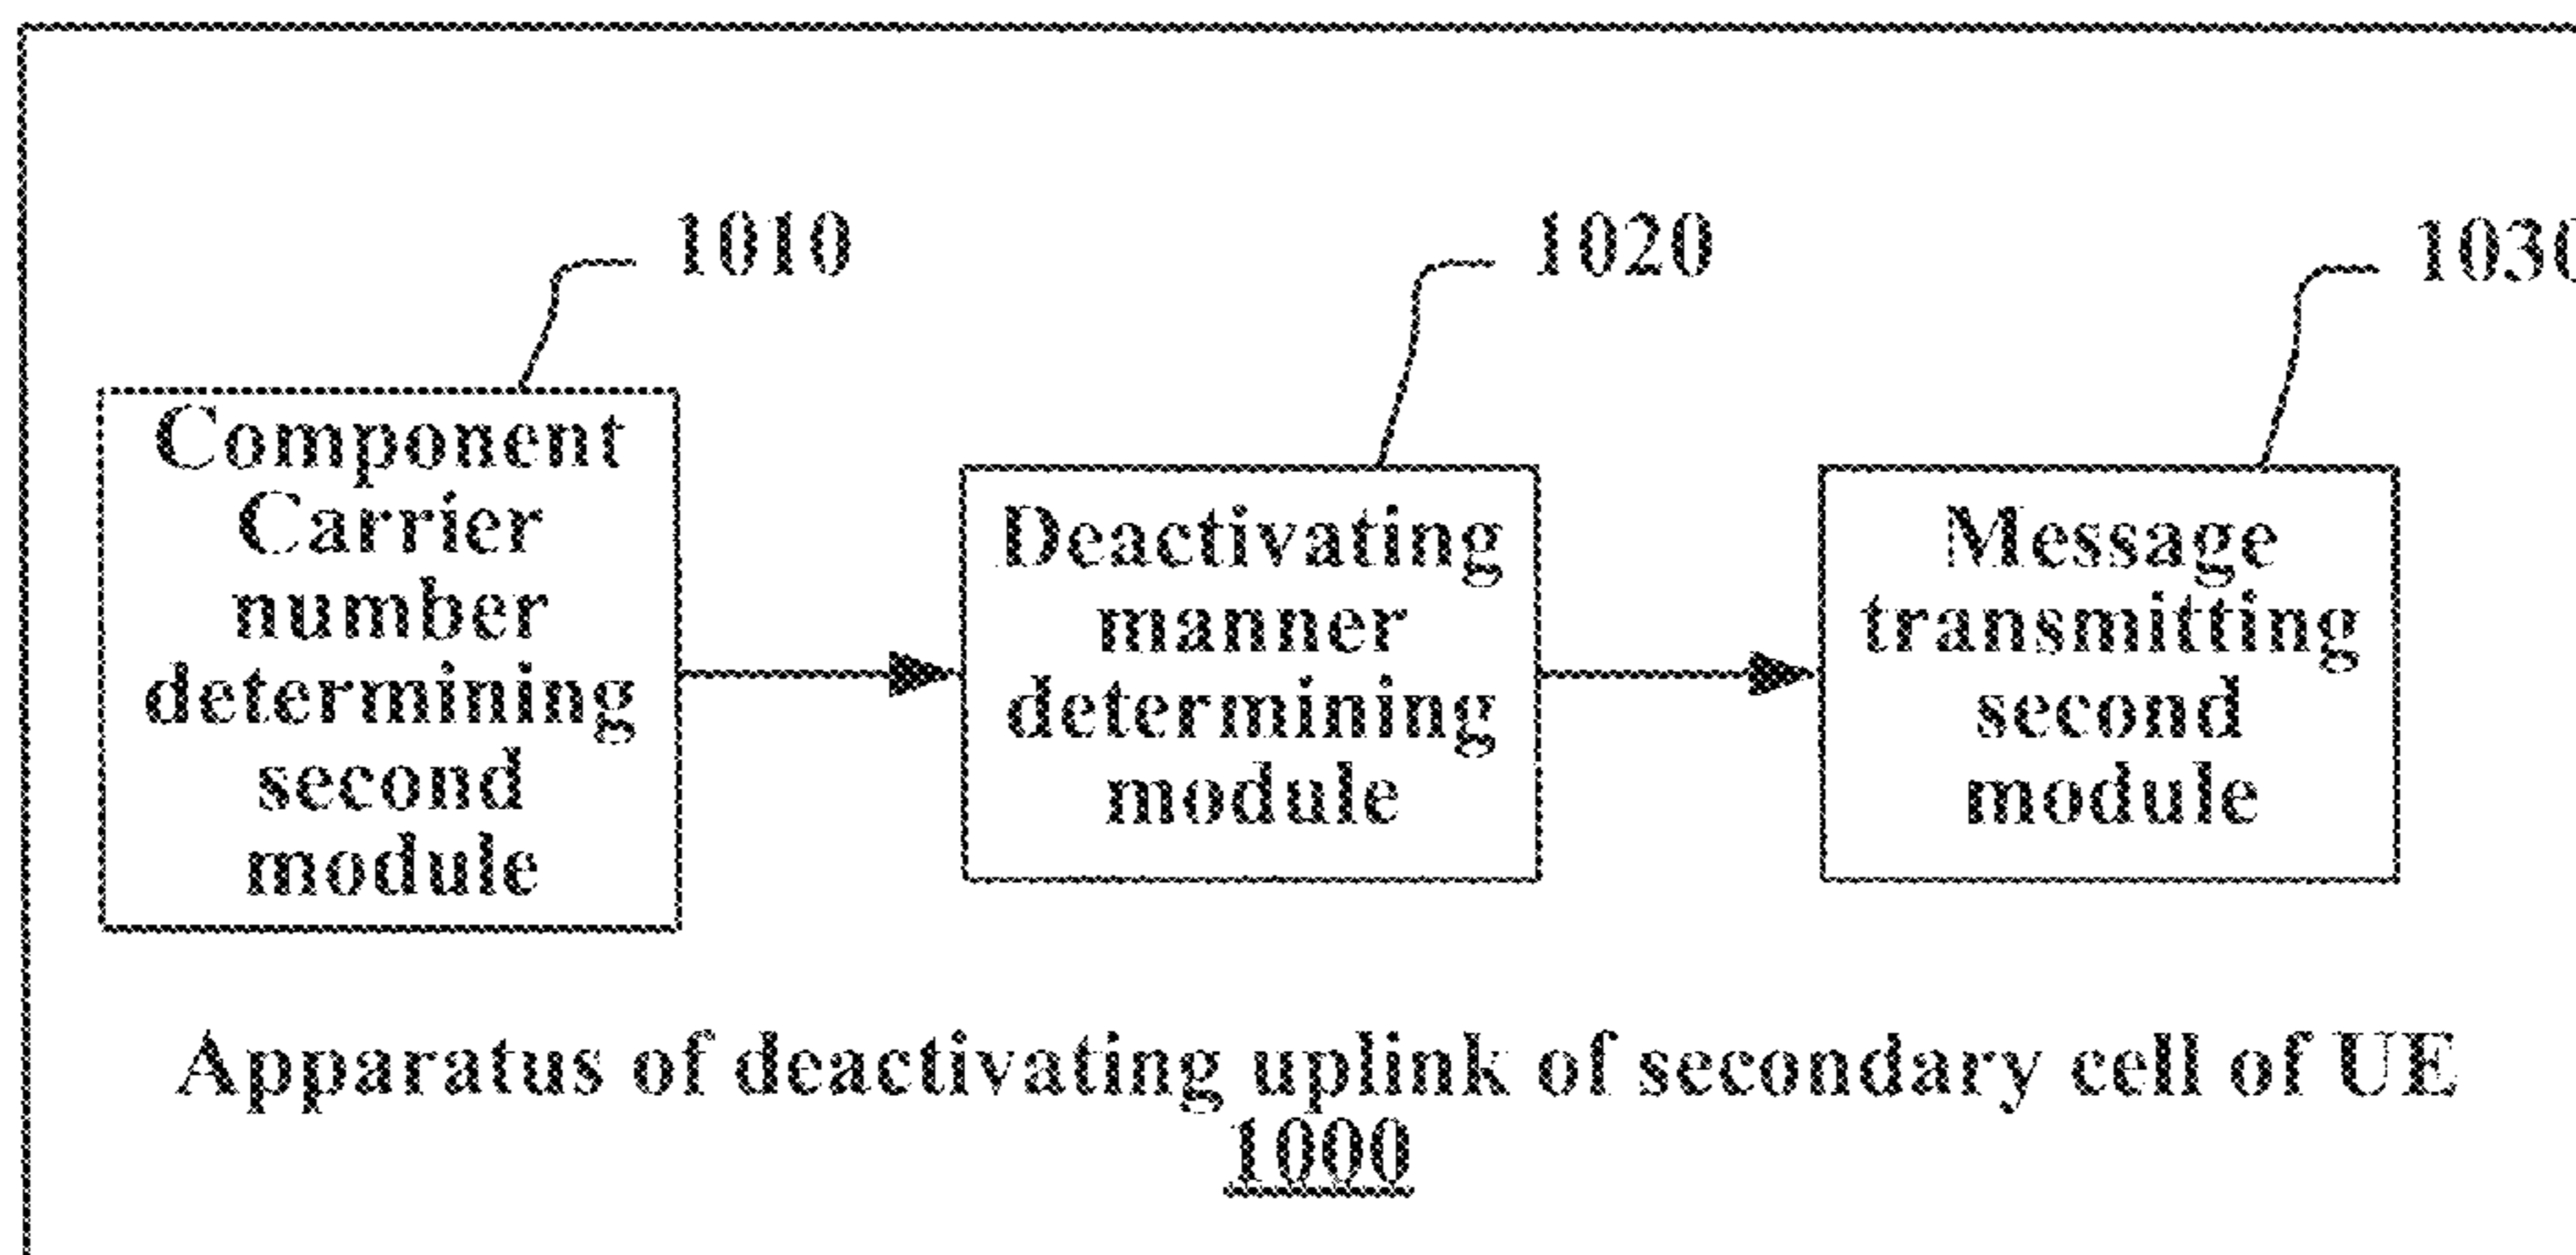 1010
1020
1030
Component
Carrier
number
determining
second
module
Deactivating
manner
determining
module
Message
transmitting
second
module
Apparatus of deactivating uplink of secondary cell of UE
1000